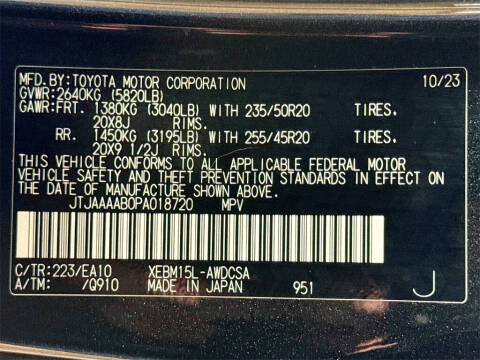 MFD.BY:TOYOTA MOTOR CORPORATION 10/23
GVWR:2640KG (5820LB)
GAWR:FRT. 1380KG (3040LB) WITH 235/50R20 TIRES.
20X8J RIMS.
RR. 1450KG (3195LB) WITH 255/45R20 TIRES.
20X9 1/2J RIMS.
THIS VEHICLE CONFORMS TO ALL APPLICABLE FEDERAL MOTOR
VEHICLE SAFETY AND THEFT PREVENTION STANDARDS IN EFFECT ON
THE DATE OF MANUFACTURE SHOWN ABOVE.
JTJAAAAB0PA018720 MPV
C/TR:223/EA10 XEBM15L-AWDCSA
A/TM: /Q910 MADE IN JAPAN 951 J